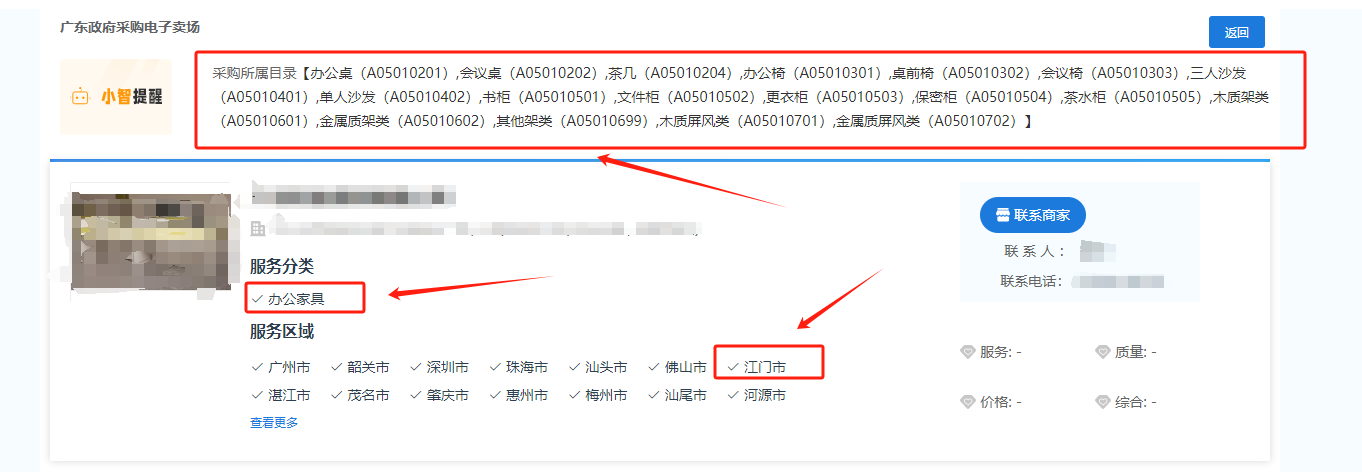 广东政府采购电子卖场
返回
小智提醒
采购所属目录【办公桌（A05010201）,会议桌（A05010202）,茶几（A05010204）,办公椅（A05010301）,桌前椅（A05010302）,会议椅（A05010303）,三人沙发
（A05010401）,单人沙发（A05010402）,书柜（A05010501）,文件柜（A05010502）,更衣柜（A05010503）,保密柜（A05010504）,茶水柜（A05010505）,木质架类
（A05010601）,金属质架类（A05010602）,其他架类（A05010699）,木质屏风类（A05010701）,金属质屏风类（A05010702）】
联系商家
联 系 人：
联系电话：
服务分类
办公家具
服务区域
广州市 韶关市 深圳市 珠海市 汕头市 佛山市 江门市
湛江市 茂名市 肇庆市 惠州市 梅州市 汕尾市 河源市
查看更多
服务: - 质量: -
价格: - 综合: -